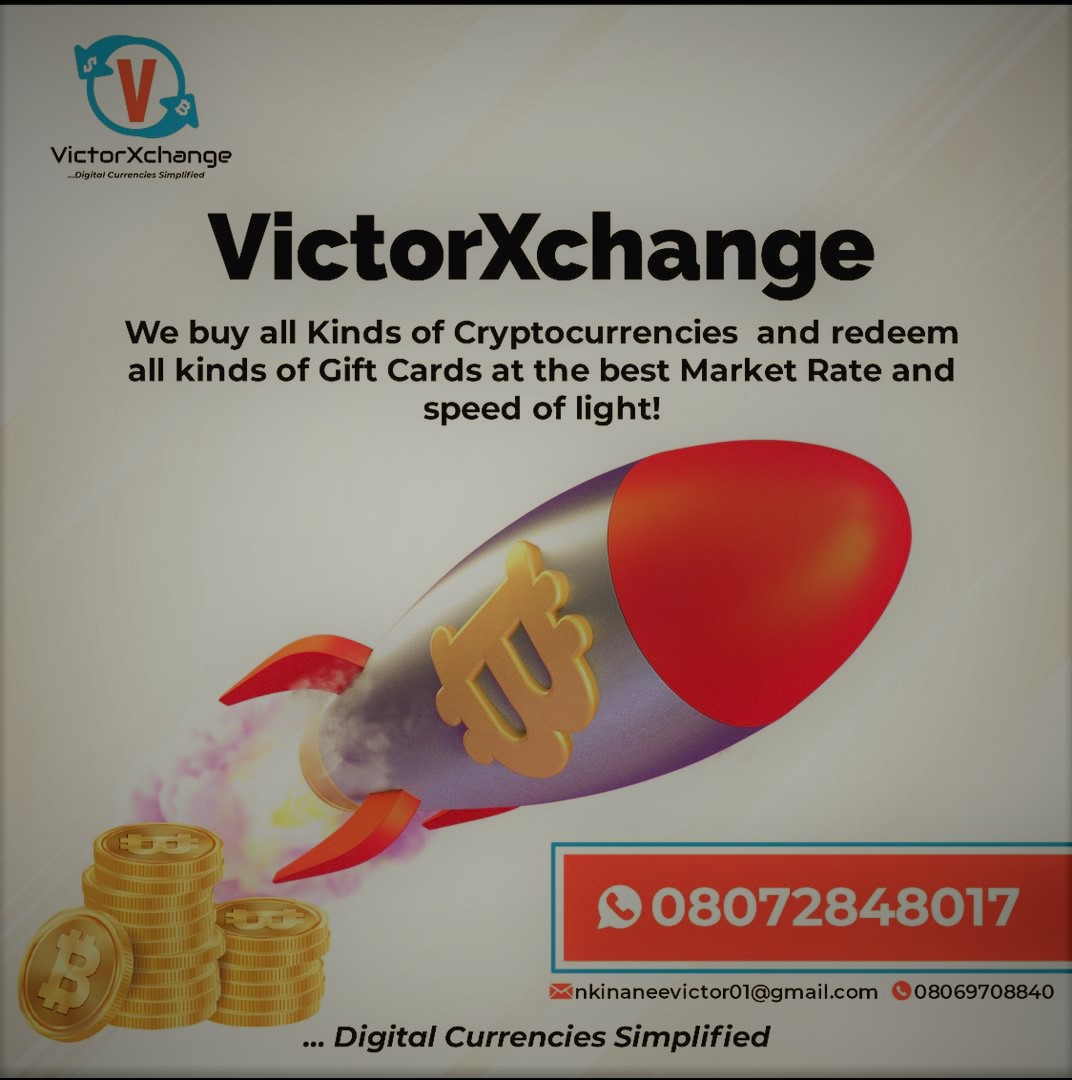 V
VictorXchange
...Digital Currencies Simplified
VictorXchange
We buy all Kinds of Cryptocurrencies and redeem
all kinds of Gift Cards at the best Market Rate and
speed of light!
08072848017
nkinaneevictor01@gmail.com 08069708840
... Digital Currencies Simplified